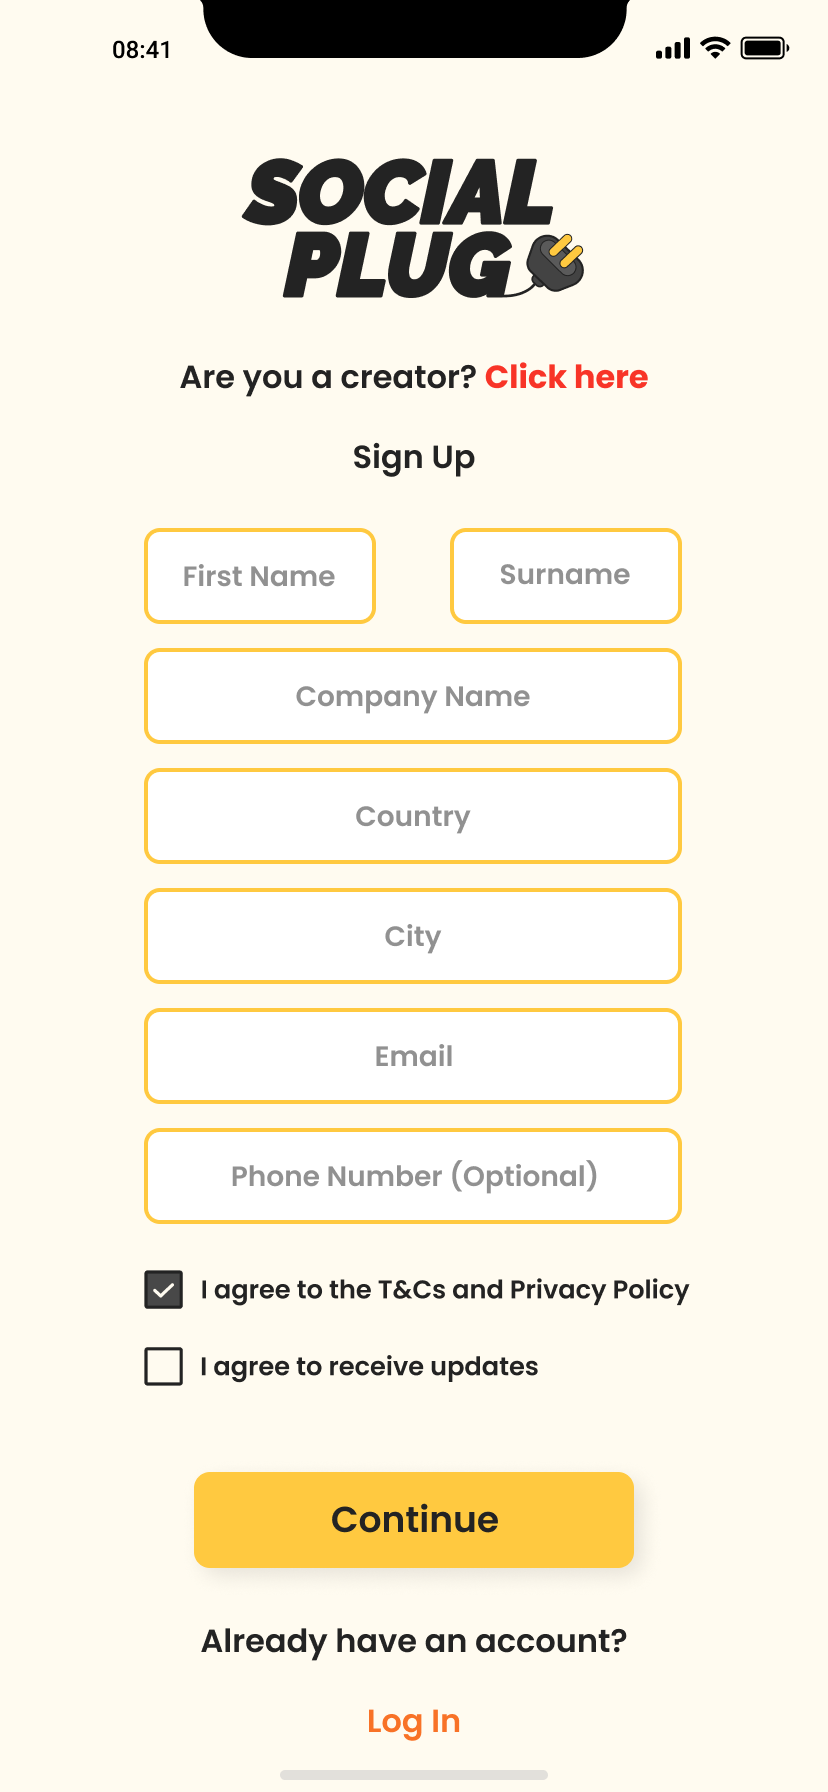 08:41
SOCIAL
PLUG
Are you a creator? Click here
Sign Up
First Name
Surname
Company Name
Country
City
Email
Phone Number (Optional)
I agree to the T&Cs and Privacy Policy
I agree to receive updates
Continue
Already have an account?
Log In